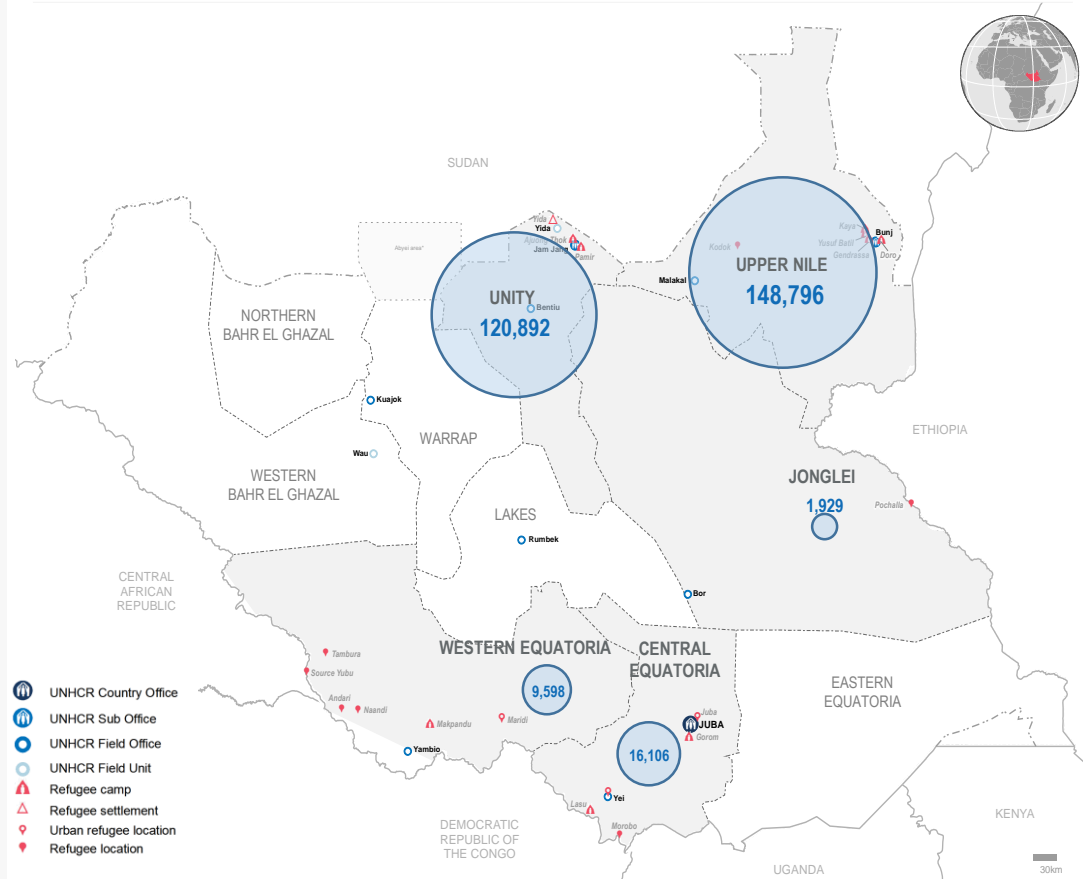 SUDAN
Yida
Yida
Ajuong Thok
Jam Jang
Pamir
Abyei area*
Kaya
Bunj
Yusuf Batil
Gendrassa
Doro
Kodok
UPPER NILE
148,796
Malakal
UNITY
Bentiu
120,892
NORTHERN
BAHR EL GHAZAL
Kuajok
WARRAP
ETHIOPIA
Wau
WESTERN
BAHR EL GHAZAL
JONGLEI
1,929
Pochalla
LAKES
Rumbek
CENTRAL
AFRICAN
REPUBLIC
Bor
WESTERN EQUATORIA
CENTRAL
EQUATORIA
Tambura
Source Yubu
9,598
EASTERN
EQUATORIA
Andari
Naandi
Makpandu
Maridi
Juba
JUBA
Gorom
Yambio
16,106
Yei
Lasu
Morobo
DEMOCRATIC
REPUBLIC OF
THE CONGO
KENYA
UGANDA
30km
UNHCR Country Office
UNHCR Sub Office
UNHCR Field Office
UNHCR Field Unit
Refugee camp
Refugee settlement
Urban refugee location
Refugee location